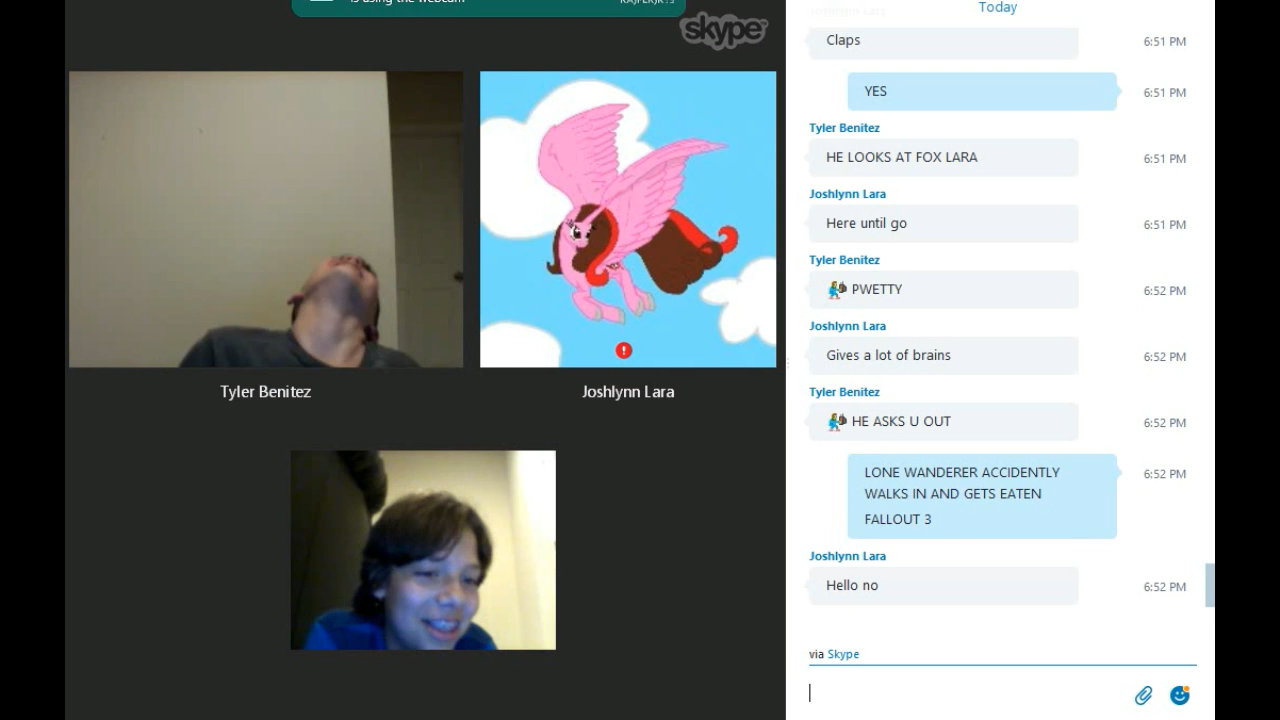 is using the webcam
skype
Tyler Benitez
Joshlynn Lara
Today
Claps
6:51 PM
YES
6:51 PM
Tyler Benitez
HE LOOKS AT FOX LARA
6:51 PM
Joshlynn Lara
Here until go
6:51 PM
Tyler Benitez
PWETTY
6:52 PM
Joshlynn Lara
Gives a lot of brains
6:52 PM
Tyler Benitez
HE ASKS U OUT
6:52 PM
LONE WANDERER ACCIDENTLY
WALKS IN AND GETS EATEN
FALLOUT 3
6:52 PM
Joshlynn Lara
Hello no
6:52 PM
via Skype